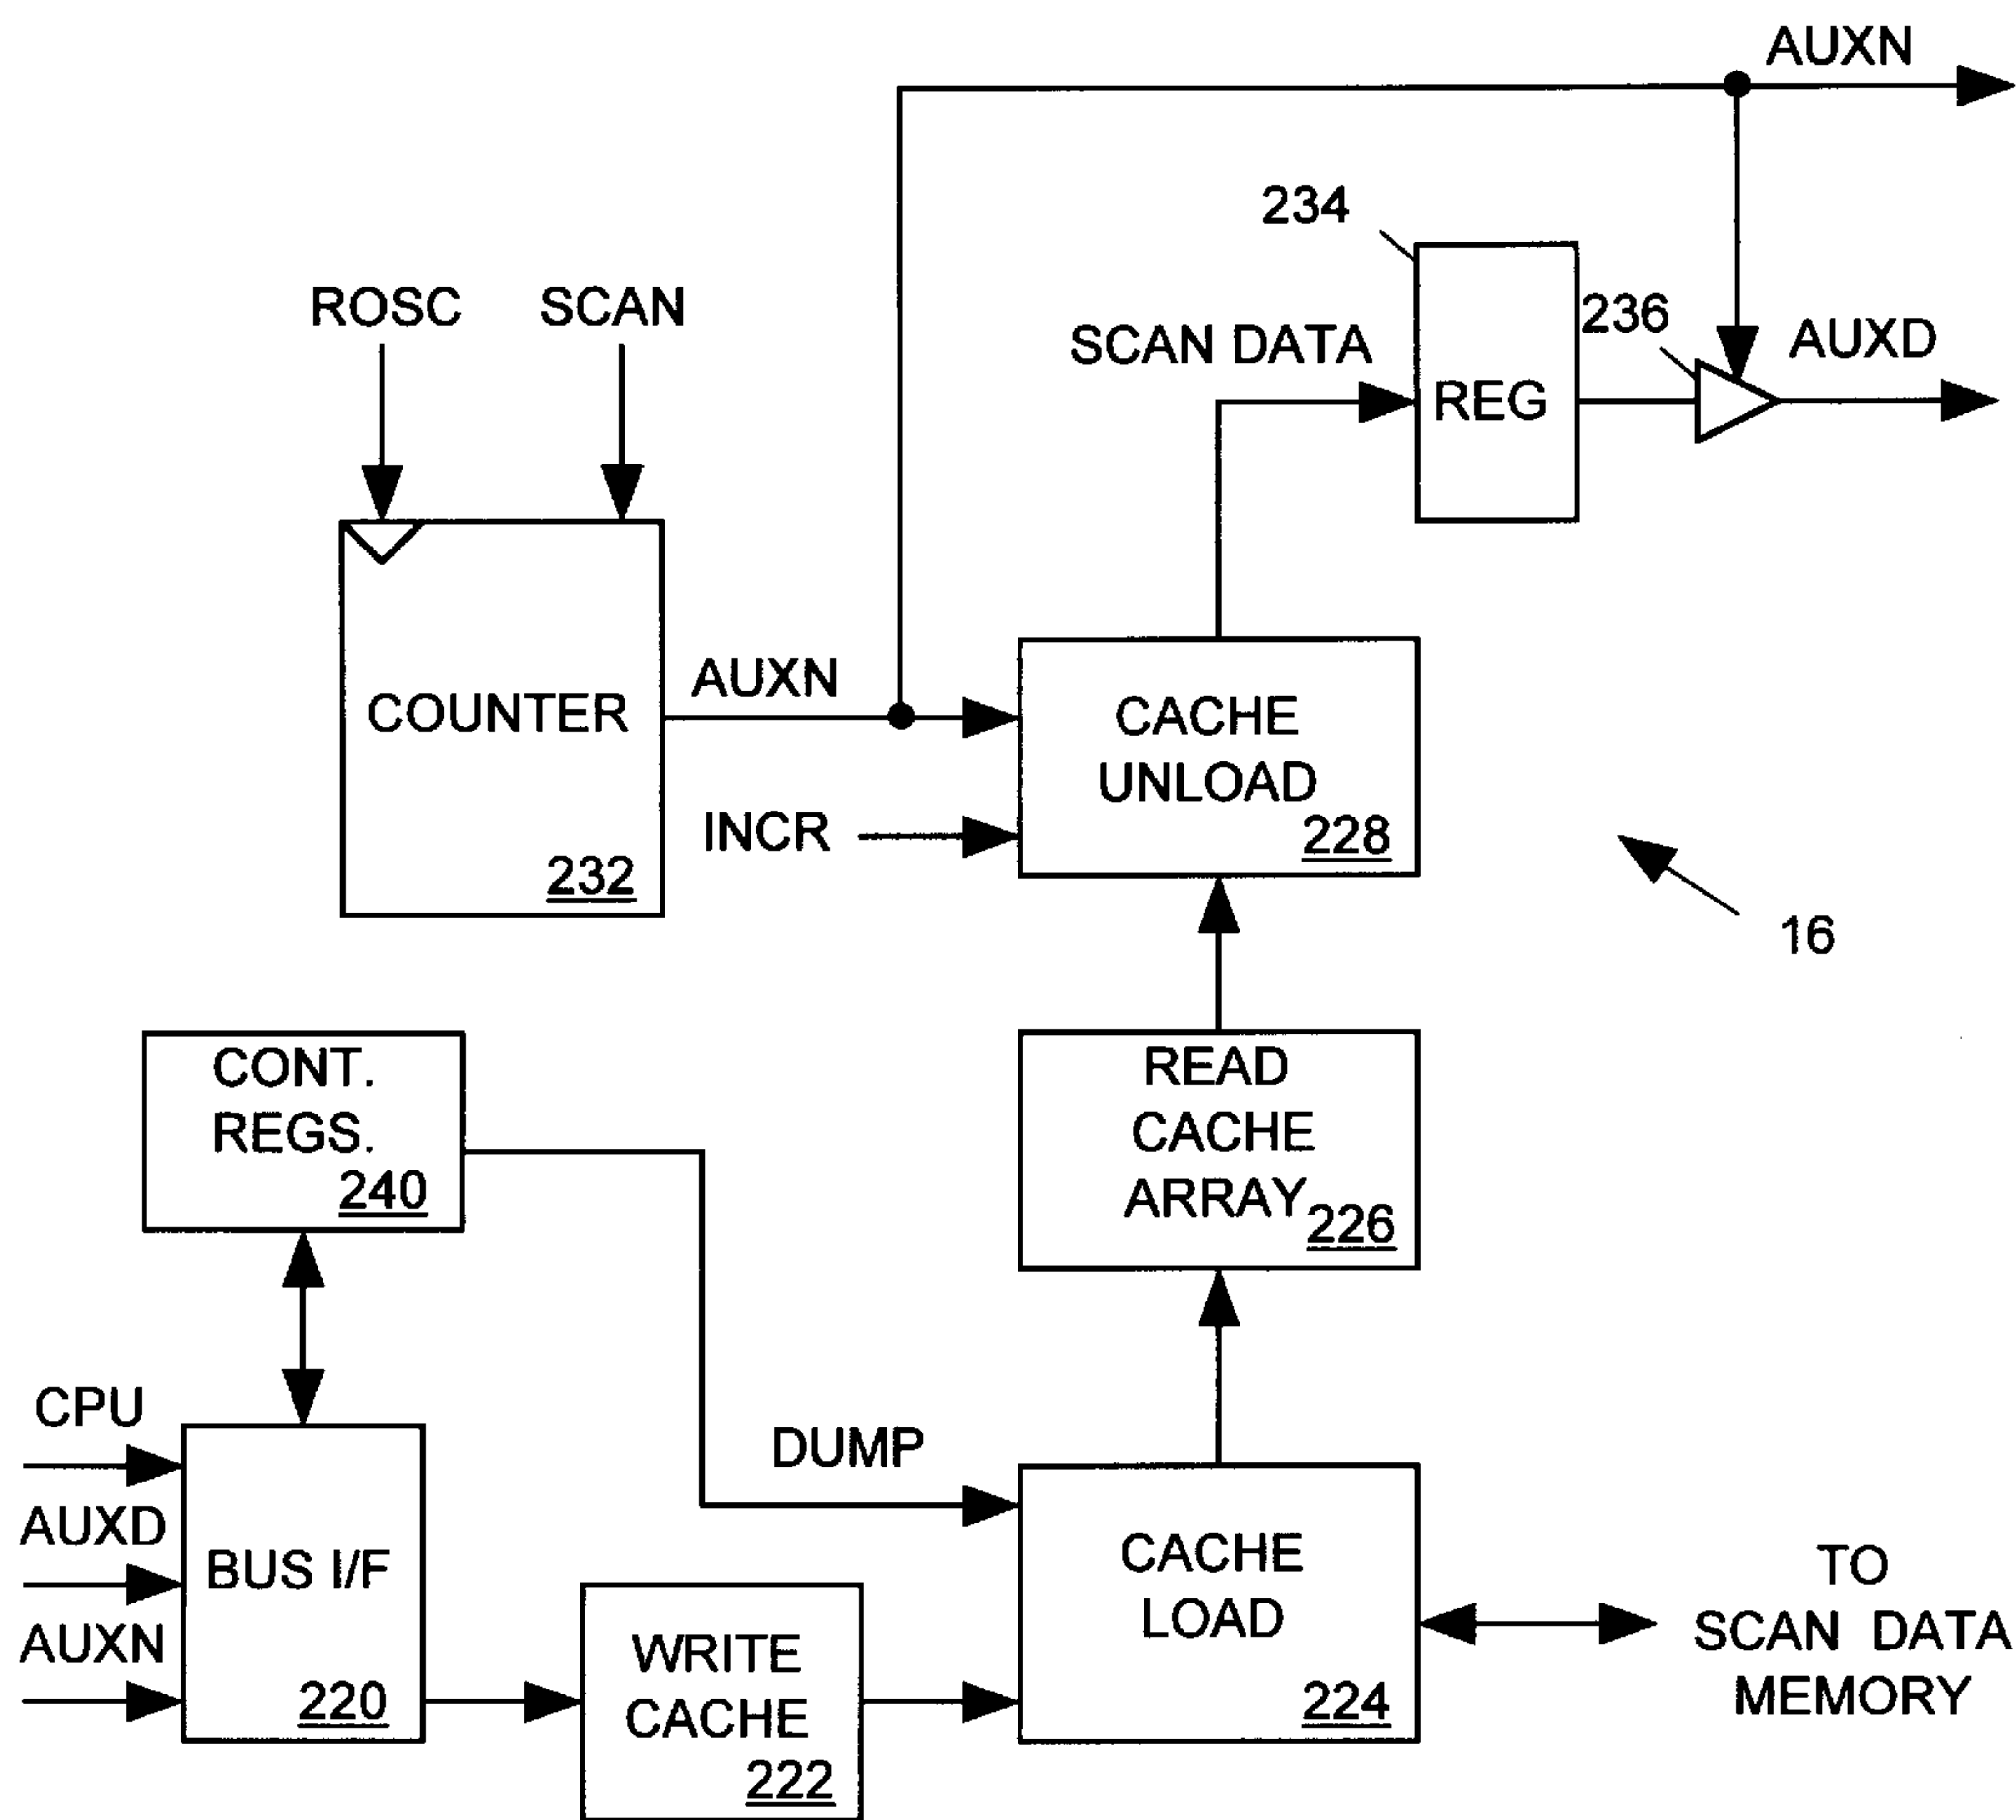 AUXN
234
ROSC
SCAN
236
SCAN DATA
AUXD
REG
AUXN
COUNTER
CACHE
UNLOAD
INCR
228
232
16
CONT.
REGS.
240
READ
CACHE
ARRAY
226
CPU
DUMP
AUXD
BUS I/F
CACHE
LOAD
TO
SCAN DATA
MEMORY
AUXN
220
WRITE
CACHE
222
224